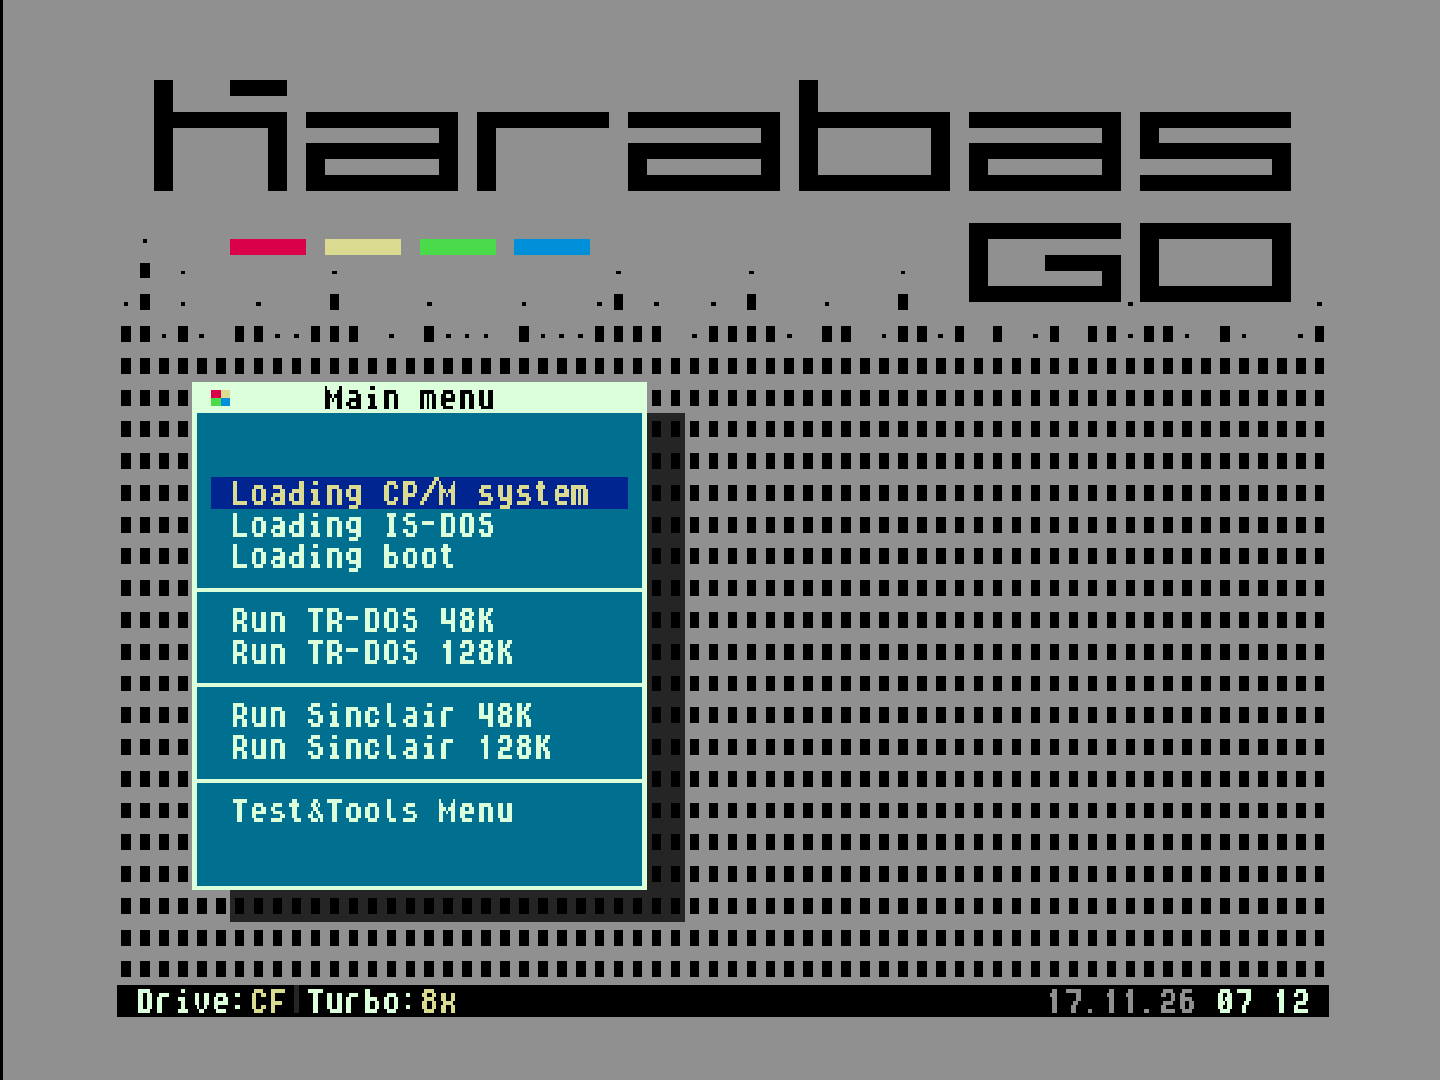 karabas
GO
Main menu
Loading CP/M system
Loading IS-DOS
Loading boot
Run TR-DOS 48K
Run TR-DOS 128K
Run Sinclair 48K
Run Sinclair 128K
Test&Tools Menu
Drive:CF Turbo:8x 17.11.26 07 12